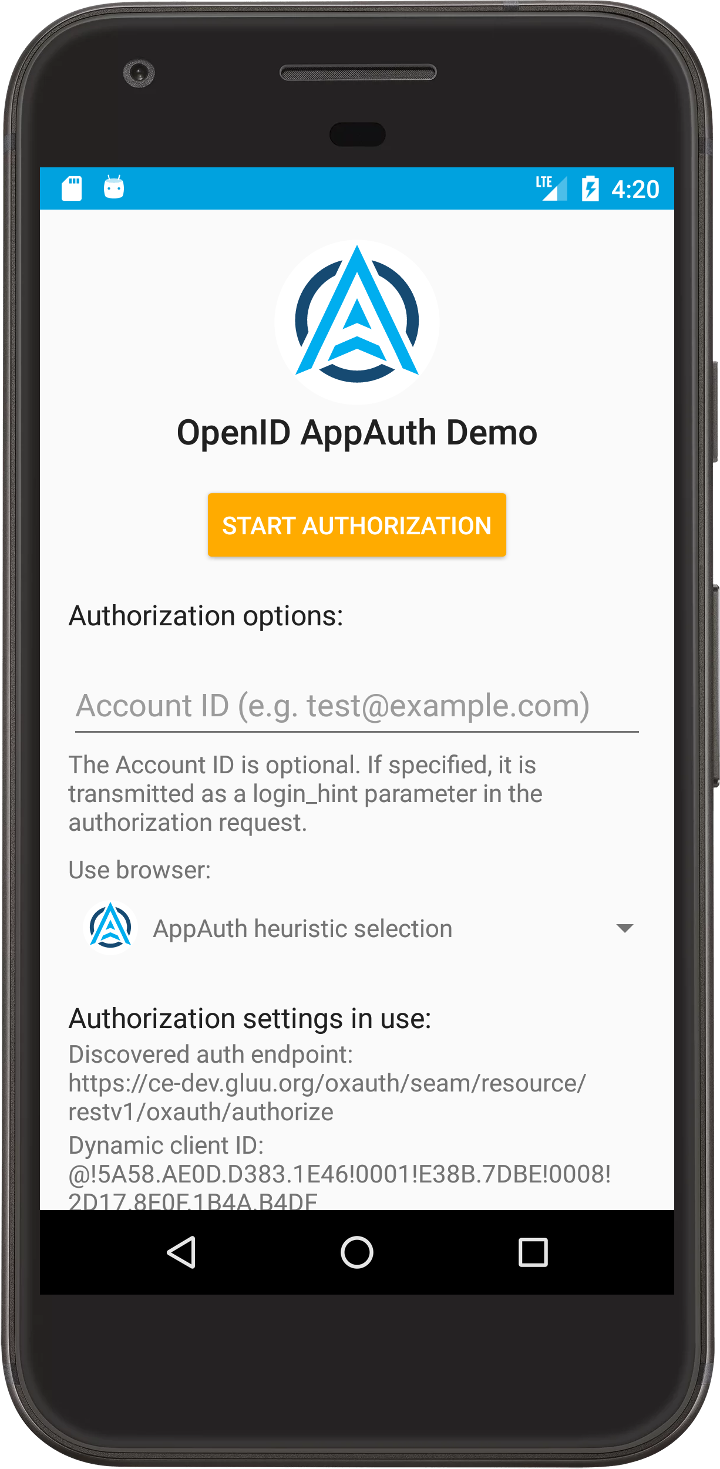 LTE 4:20
OpenID AppAuth Demo
START AUTHORIZATION
Authorization options:
Account ID (e.g. test@example.com)
The Account ID is optional. If specified, it is
transmitted as a login_hint parameter in the
authorization request.
Use browser:
AppAuth heuristic selection
Authorization settings in use:
Discovered auth endpoint:
https://ce-dev.gluu.org/oxauth/seam/resource/
restv1/oxauth/authorize
Dynamic client ID:
@!5A58.AE0D.D383.1E46!0001!E38B.7DBE!0008!
2D17.8E0F.1B4A.B4DF